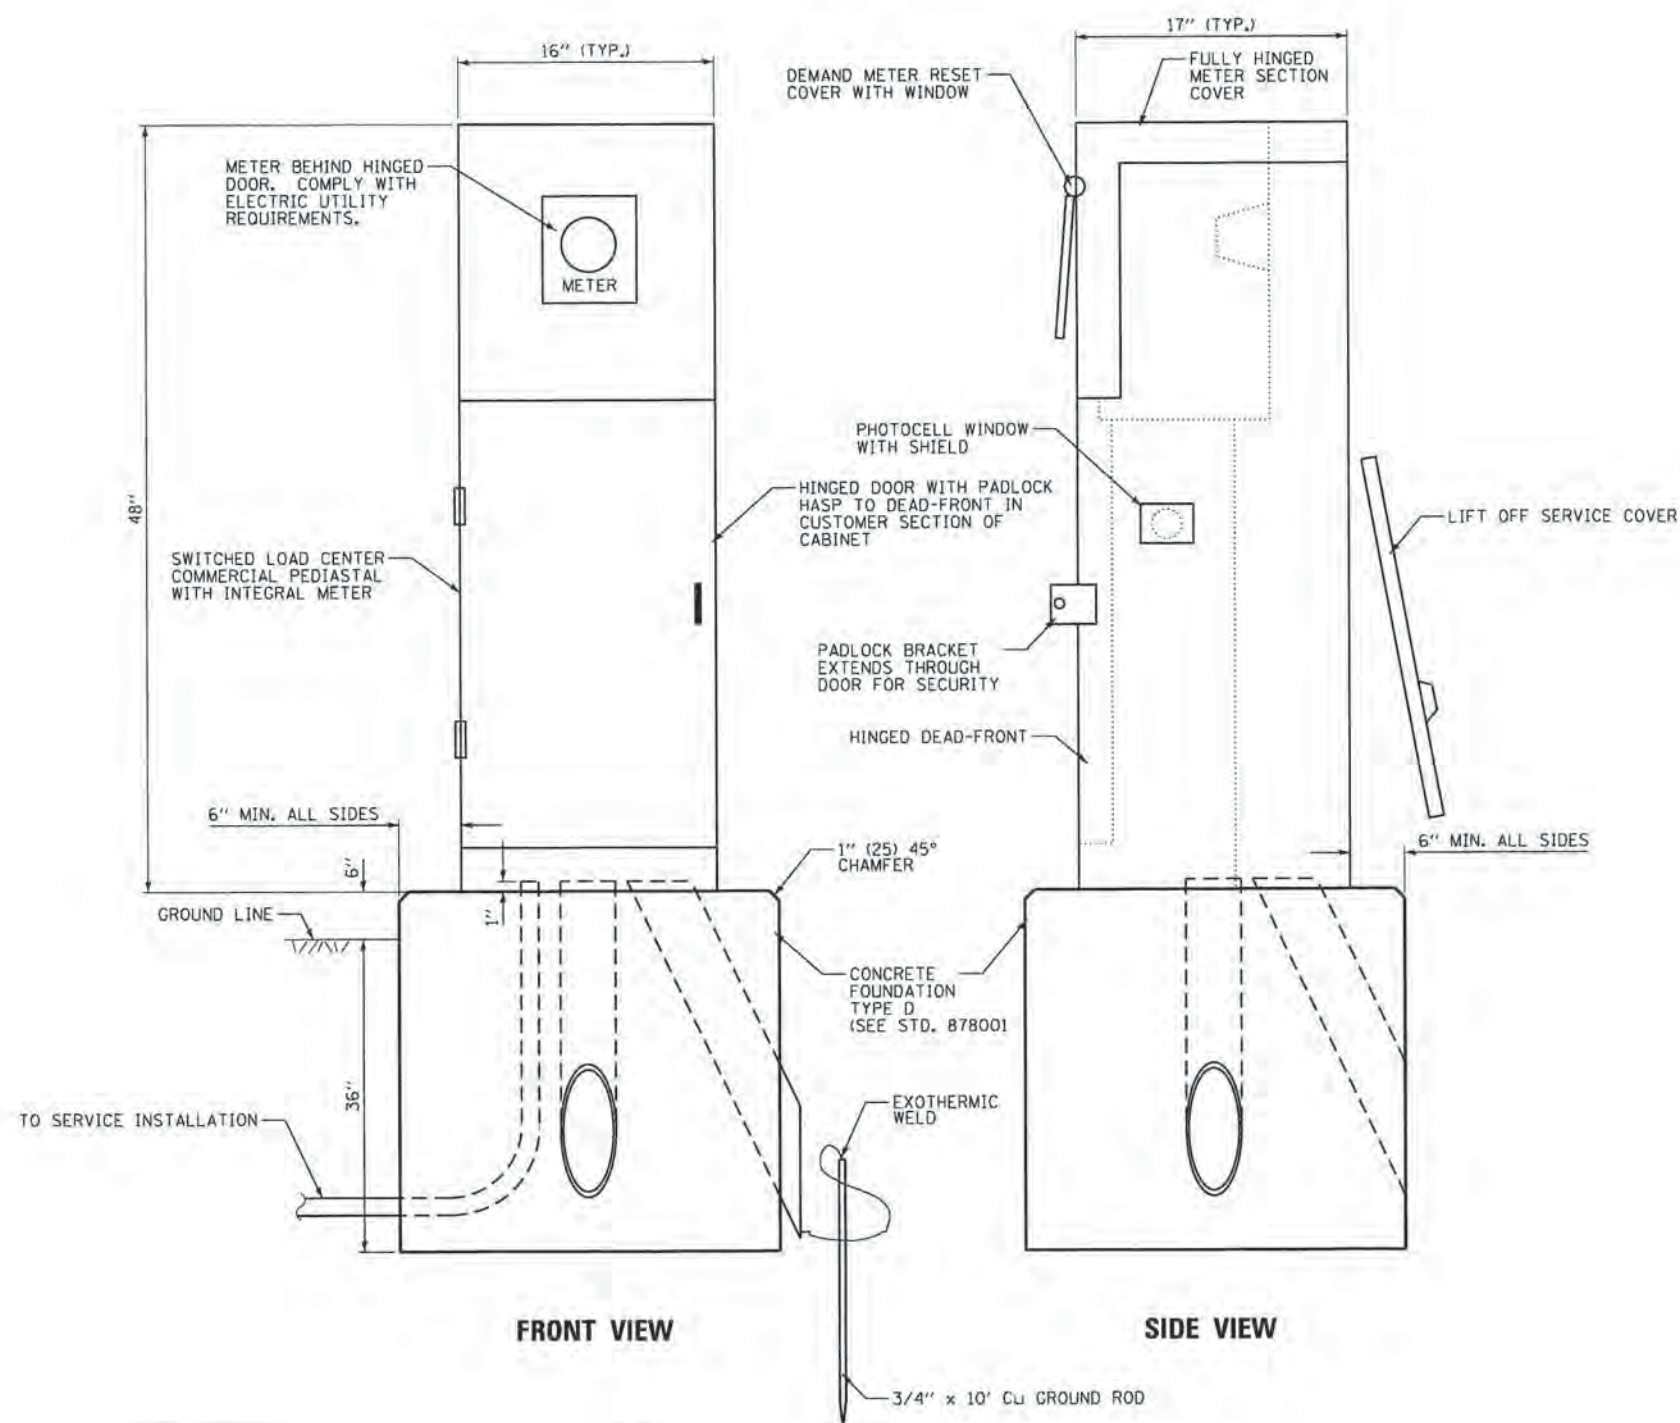 16" (TYP.)
17" (TYP.)
DEMAND METER RESET
COVER WITH WINDOW
FULLY HINGED
METER SECTION
COVER
METER BEHIND HINGED
DOOR. COMPLY WITH
ELECTRIC UTILITY
REQUIREMENTS.
METER
48"
PHOTOCELL WINDOW
WITH SHIELD
HINGED DOOR WITH PADLOCK
HASP TO DEAD-FRONT IN
CUSTOMER SECTION OF
CABINET
LIFT OFF SERVICE COVER
SWITCHED LOAD CENTER
COMMERCIAL PEDIASTAL
WITH INTEGRAL METER
PADLOCK BRACKET
EXTENDS THROUGH
DOOR FOR SECURITY
HINGED DEAD-FRONT
6" MIN. ALL SIDES
6"
1" (25) 45°
CHAMFER
6" MIN. ALL SIDES
1"
GROUND LINE
CONCRETE
FOUNDATION
TYPE D
(SEE STD. 878001
36"
TO SERVICE INSTALLATION
EXOTHERMIC
WELD
FRONT VIEW
SIDE VIEW
3/4" x 10' Cu GROUND ROD